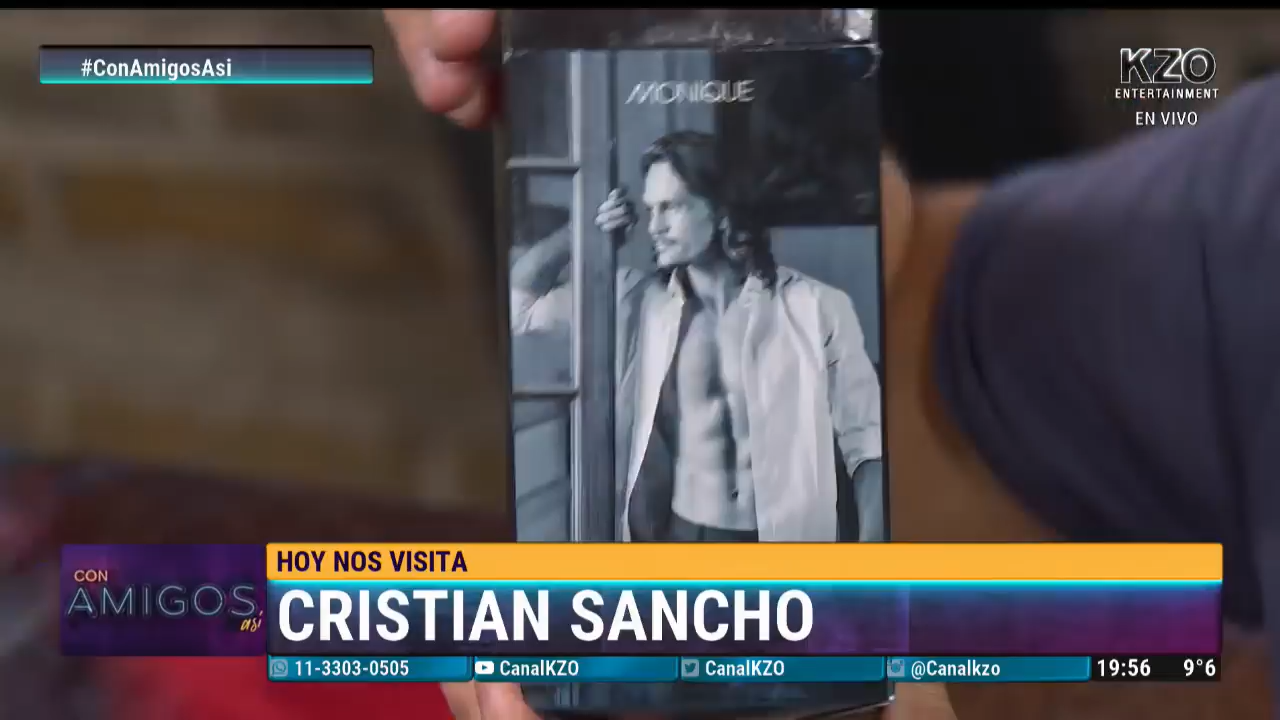 #ConAmigosAsi
KZO
ENTERTAINMENT
EN VIVO
MONIQUE
HOY NOS VISITA
CON
AMIGOS
así
CRISTIAN SANCHO
11-3303-0505
CanalKZO
CanalKZO
@Canalkzo
19:56
9°6